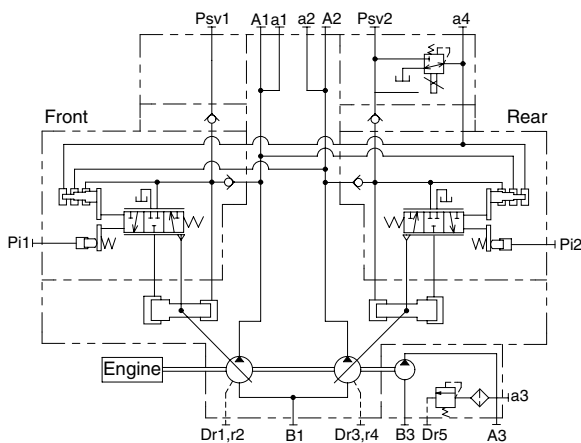 Psv1 A1 a1 a2 A2 Psv2 a4
Front Rear
Pi1 Pi2
Engine
a3
Dr1,r2 B1 Dr3,r4 B3 Dr5 A3